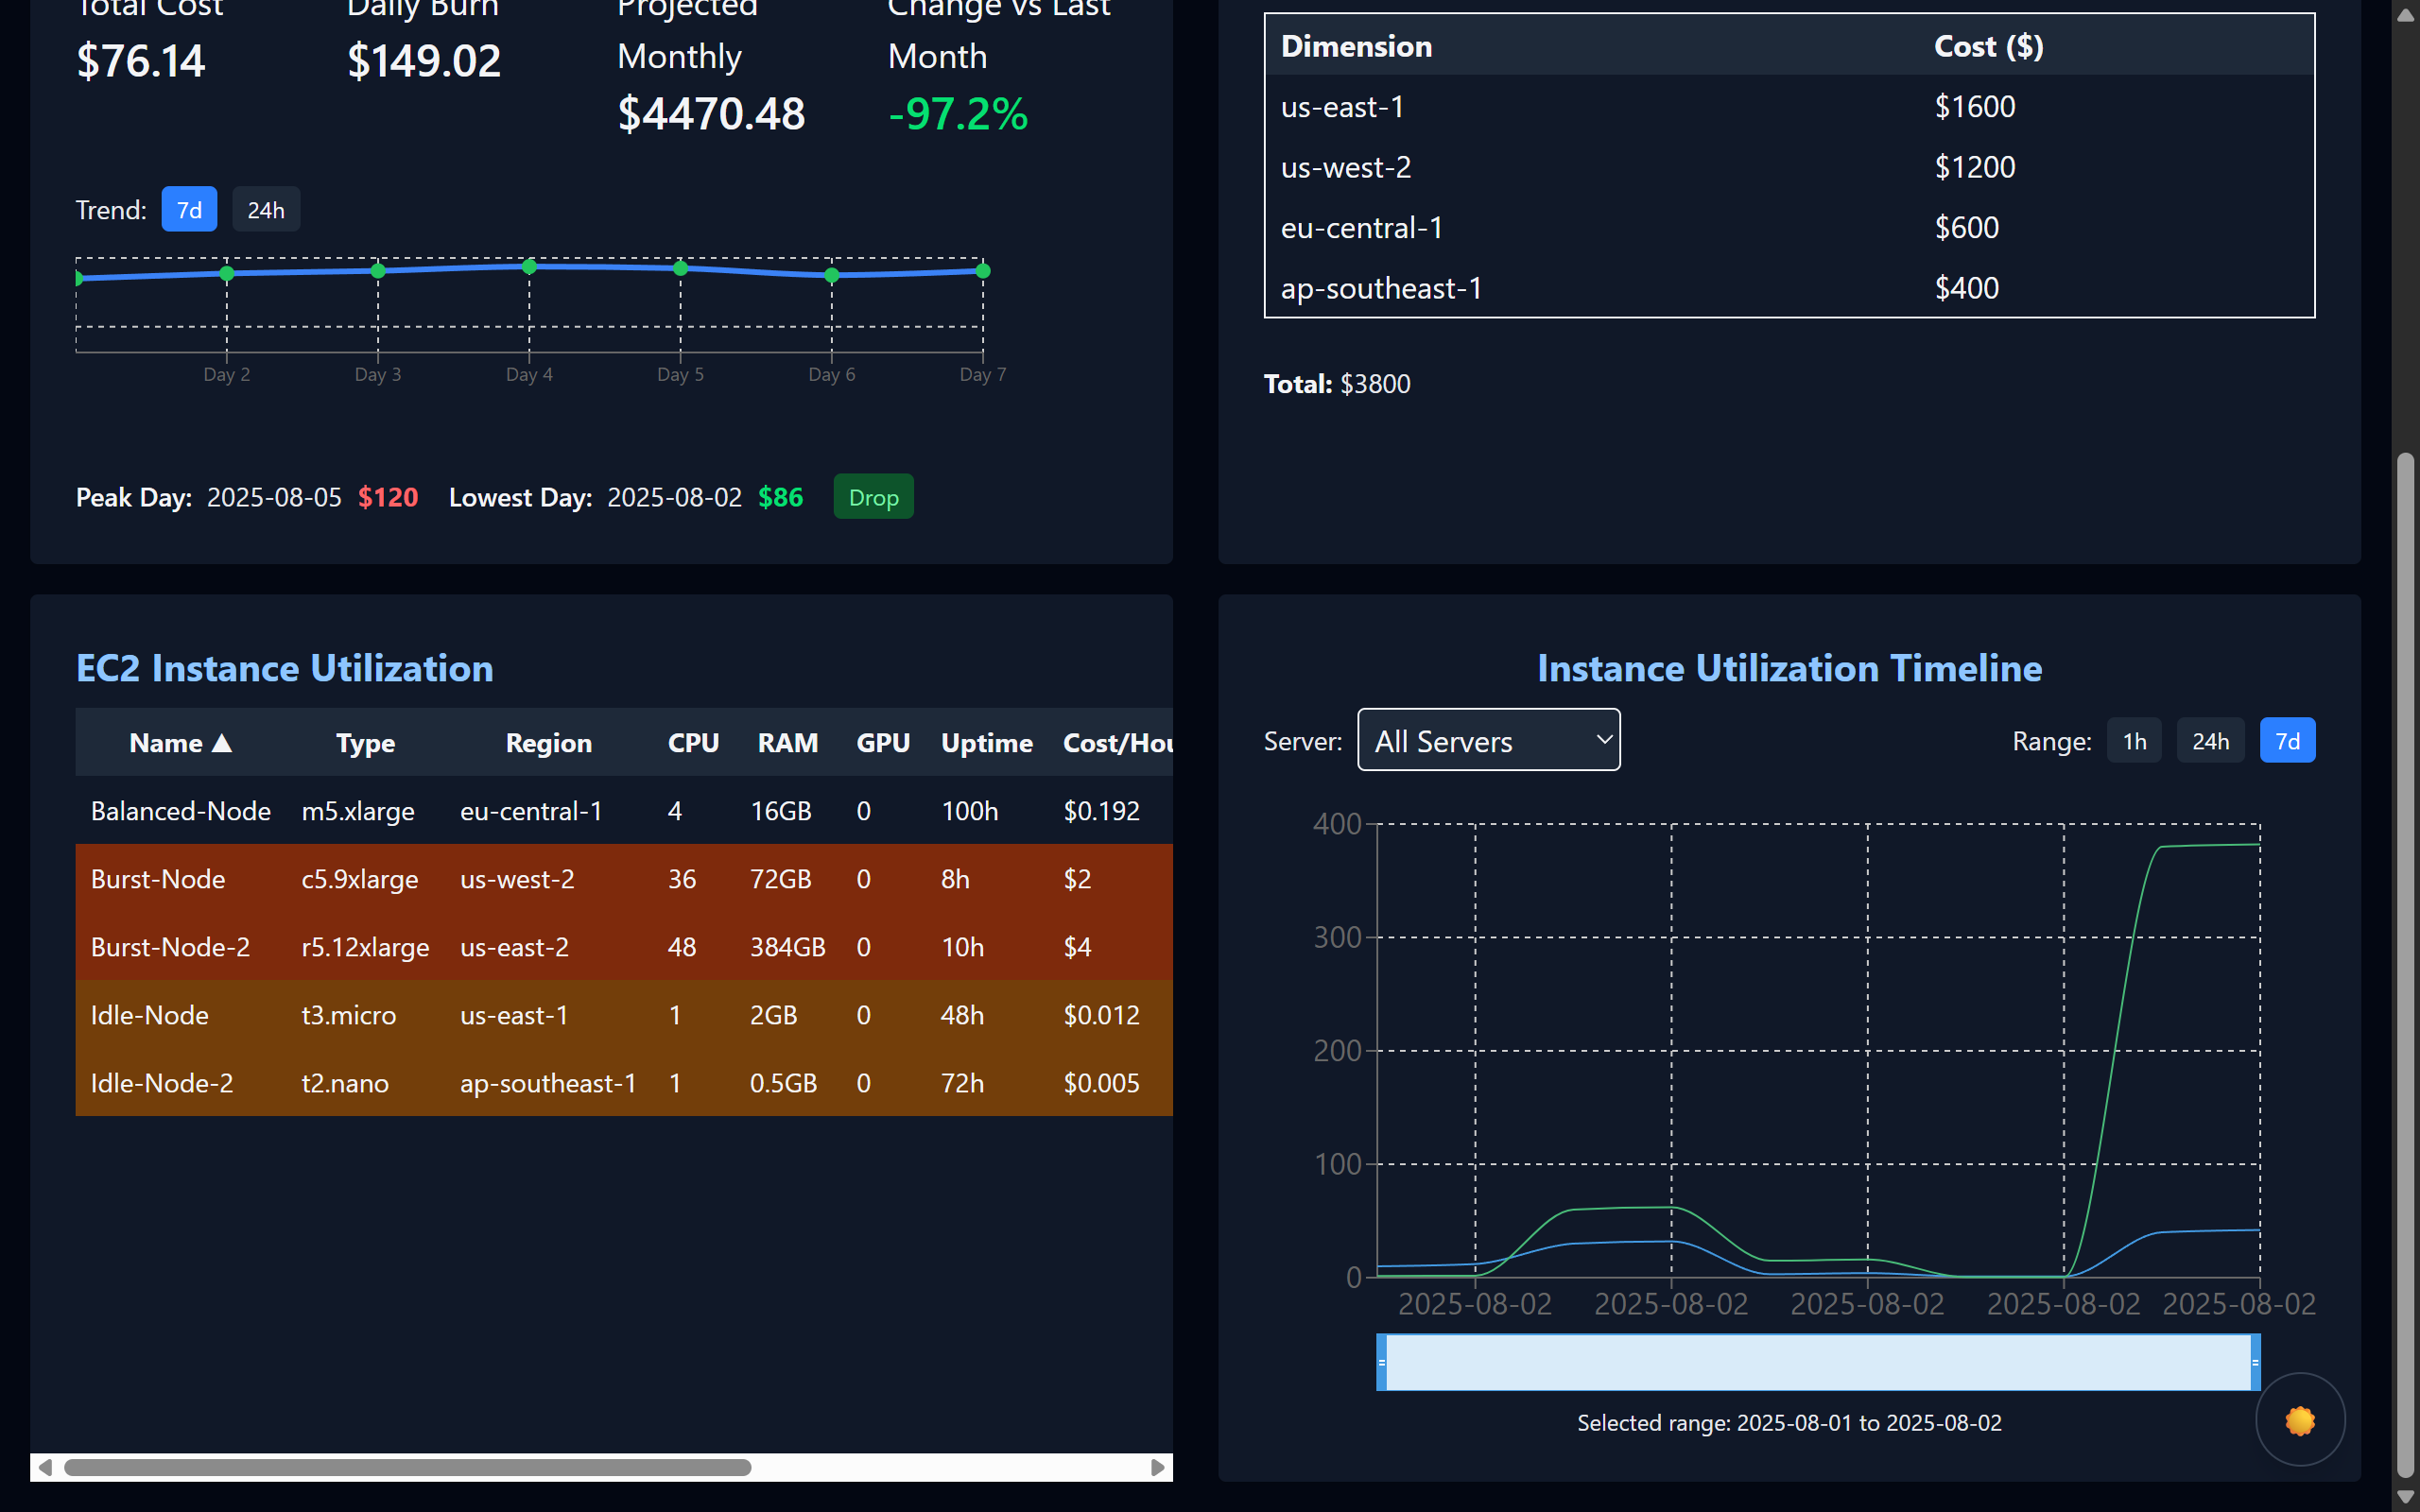 Total Cost
$76.14
Daily Burn
$149.02
Projected
Monthly
$4470.48
Change vs Last
Month
-97.2%
Trend: 7d 24h
Day 2 Day 3 Day 4 Day 5 Day 6 Day 7
Peak Day: 2025-08-05 $120 Lowest Day: 2025-08-02 $86 Drop
Dimension Cost ($)
us-east-1 $1600
us-west-2 $1200
eu-central-1 $600
ap-southeast-1 $400
Total: $3800
EC2 Instance Utilization
Name ▲ Type Region CPU RAM GPU Uptime Cost/Hou
Balanced-Node m5.xlarge eu-central-1 4 16GB 0 100h $0.192
Burst-Node c5.9xlarge us-west-2 36 72GB 0 8h $2
Burst-Node-2 r5.12xlarge us-east-2 48 384GB 0 10h $4
Idle-Node t3.micro us-east-1 1 2GB 0 48h $0.012
Idle-Node-2 t2.nano ap-southeast-1 1 0.5GB 0 72h $0.005
Instance Utilization Timeline
Server: All Servers Range: 1h 24h 7d
400
300
200
100
0
2025-08-02 2025-08-02 2025-08-02 2025-08-02 2025-08-02
Selected range: 2025-08-01 to 2025-08-02